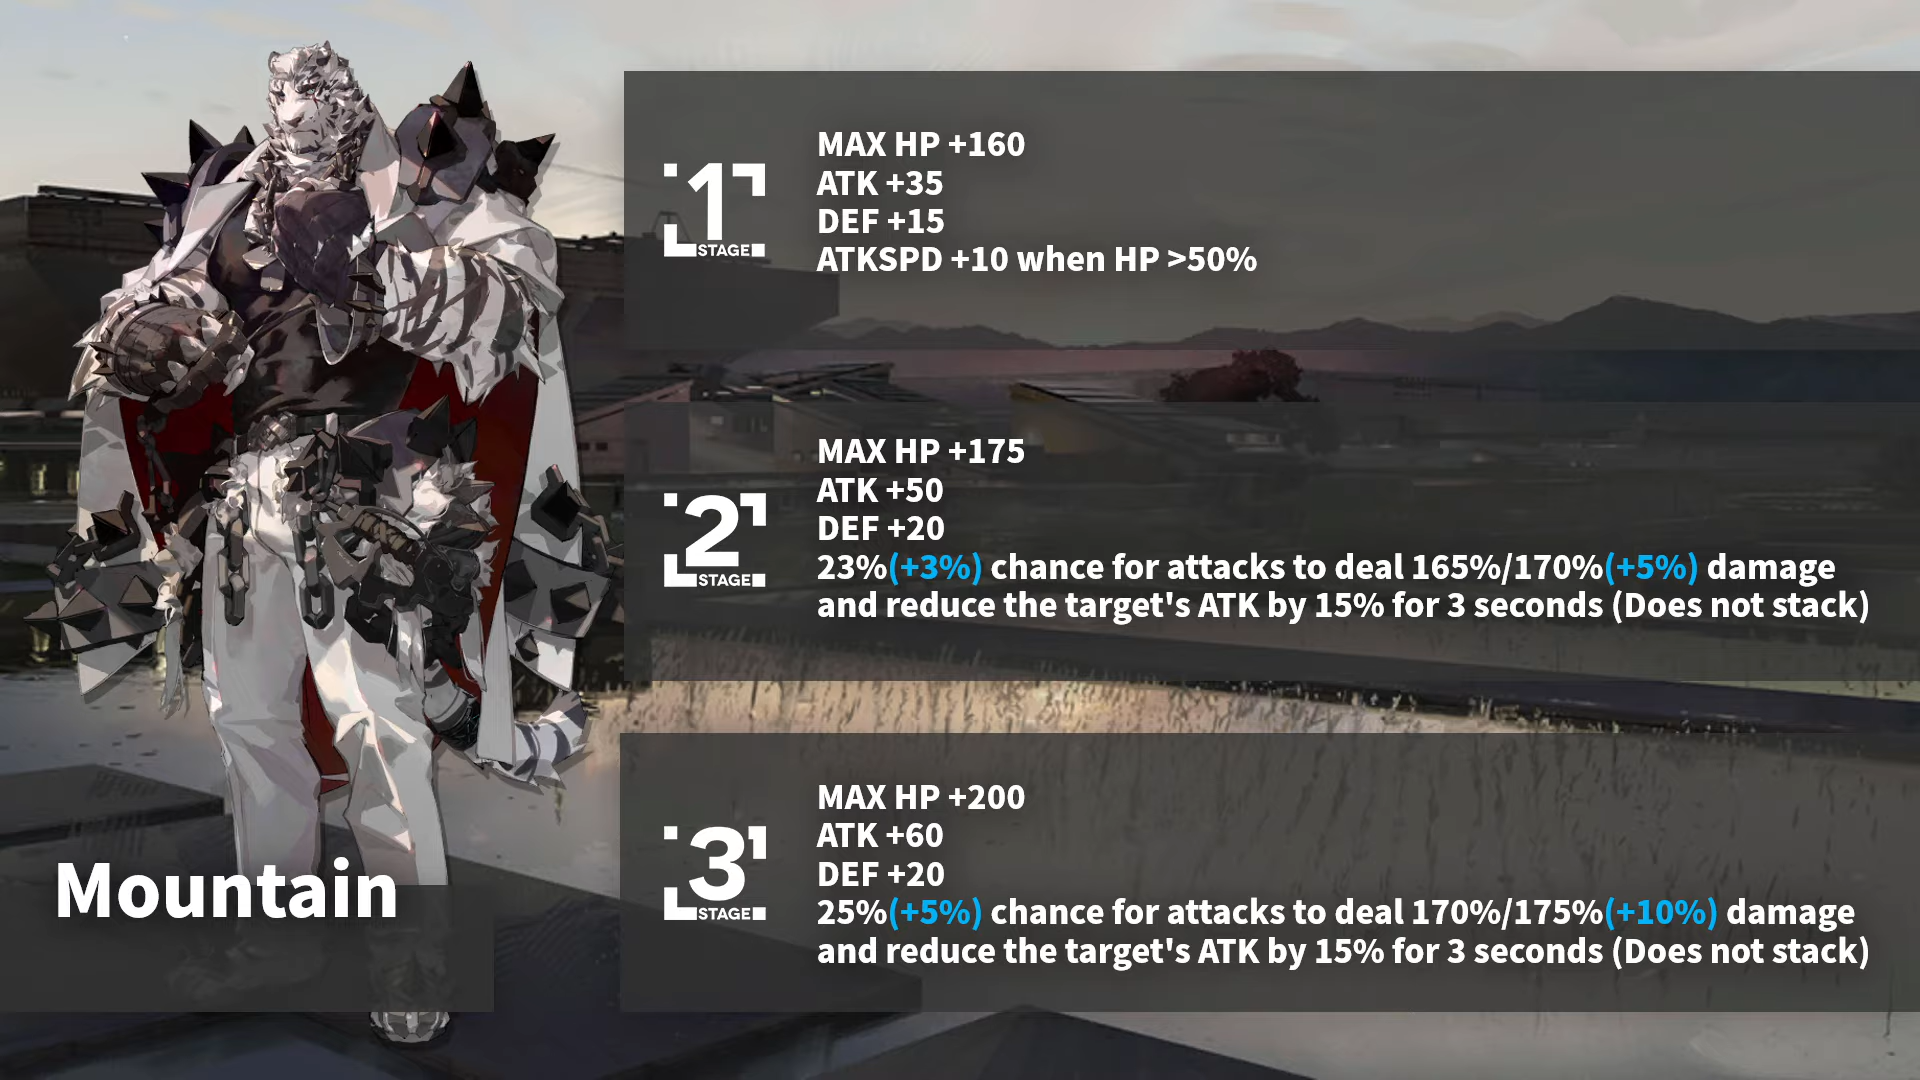 1
STAGE
MAX HP +160
ATK +35
DEF +15
ATKSPD +10 when HP >50%
2
STAGE
MAX HP +175
ATK +50
DEF +20
23%(+3%) chance for attacks to deal 165%/170%(+5%) damage
and reduce the target's ATK by 15% for 3 seconds (Does not stack)
3
STAGE
MAX HP +200
ATK +60
DEF +20
25%(+5%) chance for attacks to deal 170%/175%(+10%) damage
and reduce the target's ATK by 15% for 3 seconds (Does not stack)
Mountain